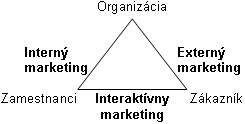 Organizácia
Interný
marketing
Externý
marketing
Zamestnanci
Interaktívny
marketing
Zákazník